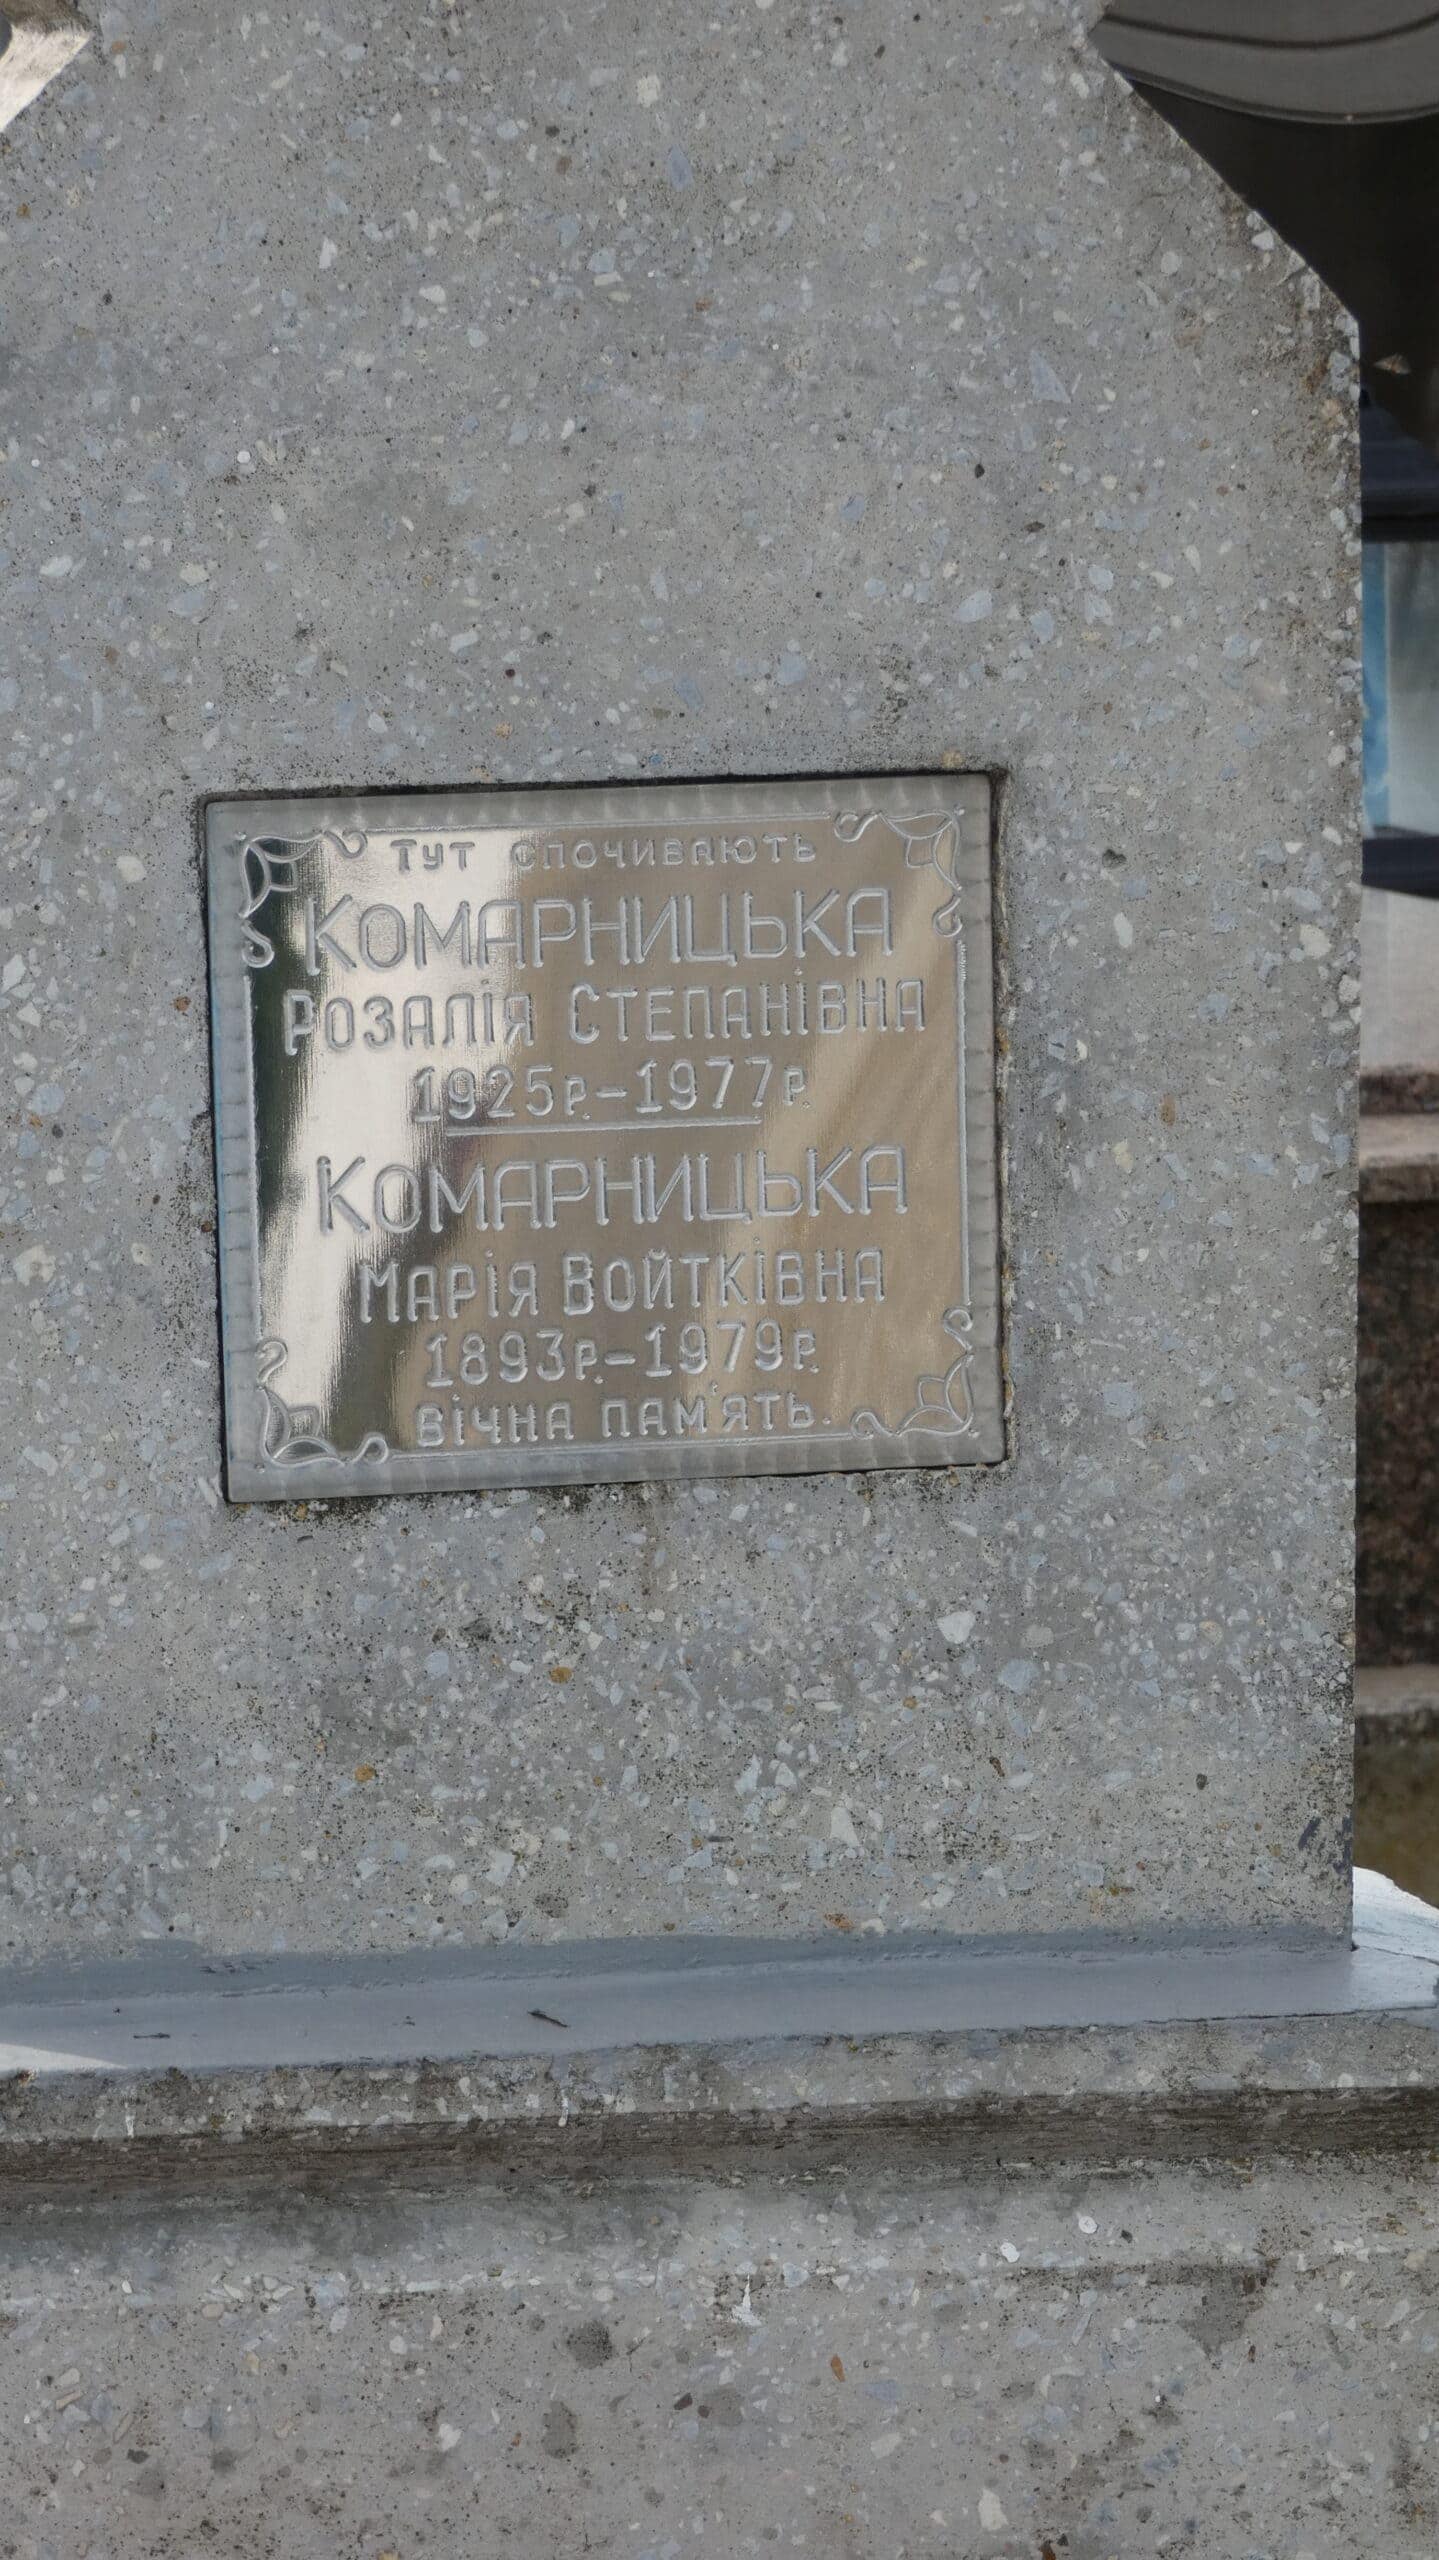 Тут спочивають
Комарницька
Розалія Степанівна
1925р.-1977р.
Комарницька
Марія Войтківна
1893р.-1979р.
вічна пам'ять.